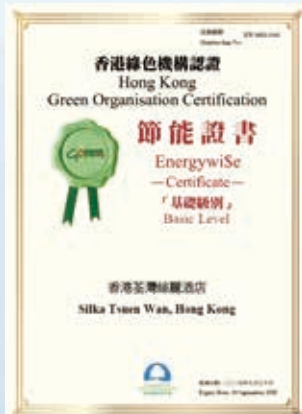 香港綠色機構認證
Hong Kong
Green Organisation Certification
節能證書
Energywi$e
—Certificate—
「基礎級別」
Basic Level
香港荃灣絲麗酒店
Silka Tsuen Wan, Hong Kong